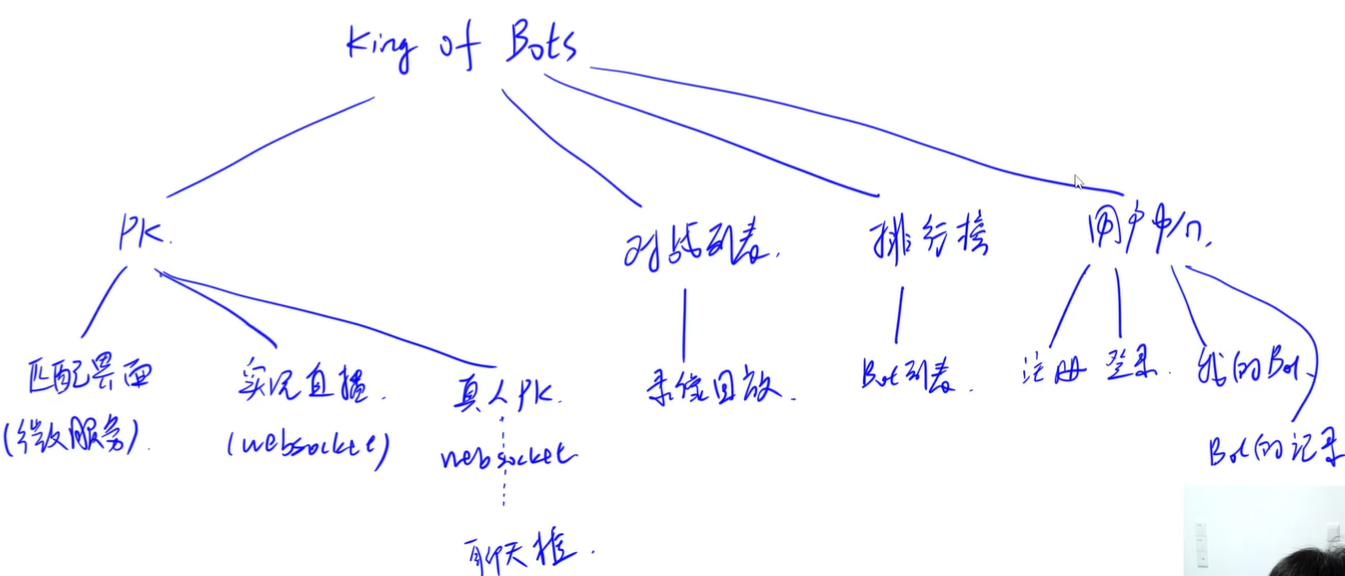 King of Bots
PK.
对战列表.
排行榜
用户中心.
匹配界面
(微服务).
实况直播.
(websocket)
真人PK.
websocket
聊天框.
录像回放.
Bot列表.
注册
登录.
我的Bot.
Bot的记录